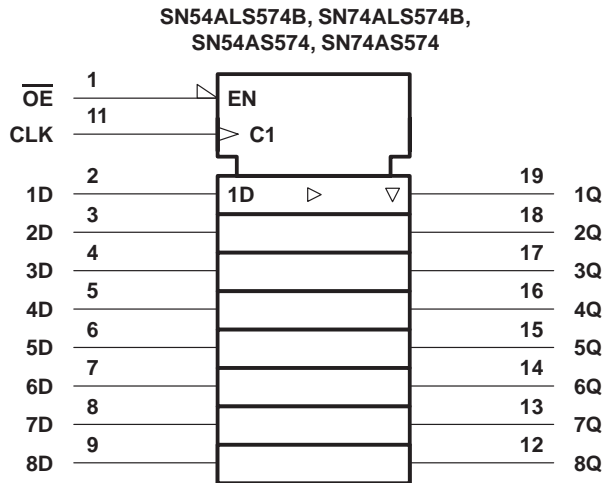 SN54ALS574B, SN74ALS574B,
SN54AS574, SN74AS574
OE 1 EN
CLK 11 C1
1D 2 1D 19 1Q
2D 3 18 2Q
3D 4 17 3Q
4D 5 16 4Q
5D 6 15 5Q
6D 7 14 6Q
7D 8 13 7Q
8D 9 12 8Q